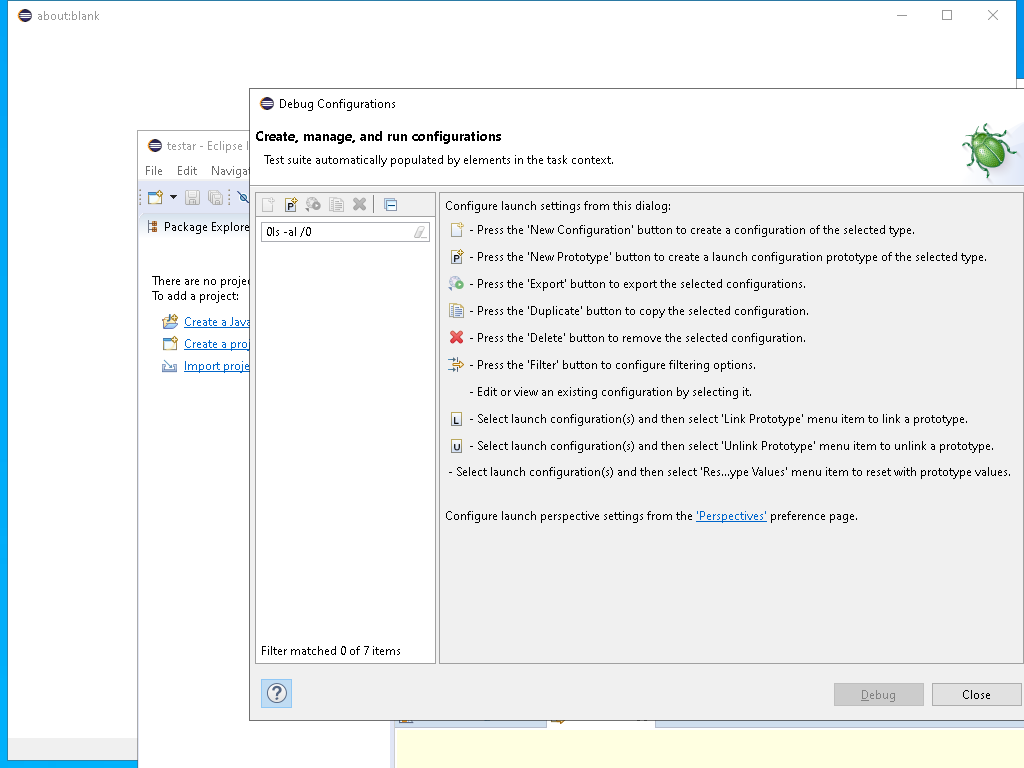 about:blank
Debug Configurations
Create, manage, and run configurations
Test suite automatically populated by elements in the task context.
testar - Eclipse
File Edit
Package Explore
There are no proje
To add a project:
Create a Java
Create a proj
Import proje
0ls -al /0
Filter matched 0 of 7 items
Configure launch settings from this dialog:
- Press the 'New Configuration' button to create a configuration of the selected type.
P - Press the 'New Prototype' button to create a launch configuration prototype of the selected type.
- Press the 'Export' button to export the selected configurations.
- Press the 'Duplicate' button to copy the selected configuration.
- Press the 'Delete' button to remove the selected configuration.
- Press the 'Filter' button to configure filtering options.
- Edit or view an existing configuration by selecting it.
L - Select launch configuration(s) and then select 'Link Prototype' menu item to link a prototype.
U - Select launch configuration(s) and then select 'Unlink Prototype' menu item to unlink a prototype.
- Select launch configuration(s) and then select 'Res...ype Values' menu item to reset with prototype values.
Configure launch perspective settings from the 'Perspectives' preference page.
?
Debug Close